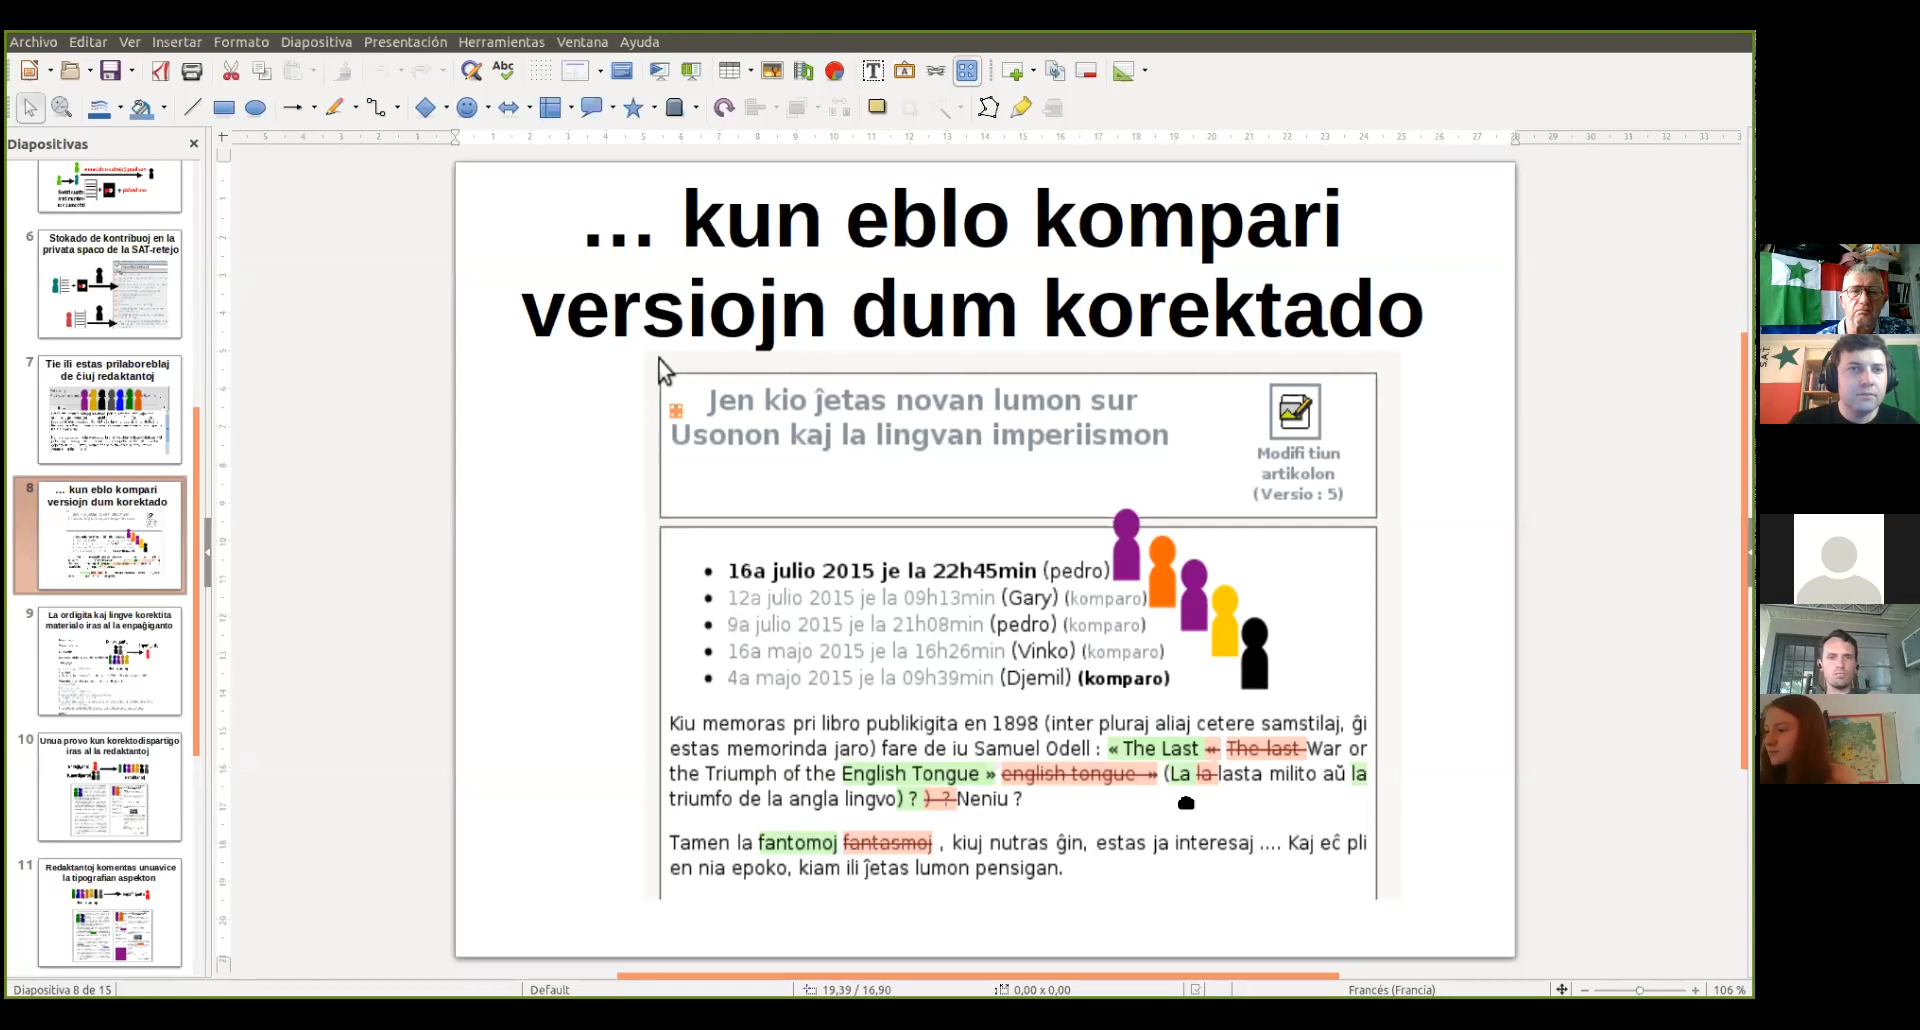 Archivo Editar Ver Insertar Formato Diapositiva Presentación Herramientas Ventana Ayuda
Abc
Diapositivas
6
Stokado de kontribuoj en la
privata spaco de la SAT-retejo
7
Tie ili estas prilaboreblaj
de ĉiuj redaktantoj
8
... kun eblo kompari
versiojn dum korektado
9
La ordigita kaj lingve korektita
materialo iras al la enpaĝiganto
10
Unua provo kun korektodispartigo
iras al la redaktantoj
11
Redaktantoj komentas unuavice
la tipografian aspekton
... kun eblo kompari
versiojn dum korektado
Jen kio ĵetas novan lumon sur
Usonon kaj la lingvan imperiismon
Modifi tiun
artikolon
(Versio : 5)
16a julio 2015 je la 22h45min (pedro)
12a julio 2015 je la 09h13min (Gary) (komparo)
9a julio 2015 je la 21h08min (pedro) (komparo)
16a majo 2015 je la 16h26min (Vinko) (komparo)
4a majo 2015 je la 09h39min (Djemil) (komparo)
Kiu memoras pri libro publikigita en 1898 (inter pluraj aliaj cetere samstilaj, ĝi
estas memorinda jaro) fare de iu Samuel Odell : « The Last « The last War or
the Triumph of the English Tongue » english tongue » (La la lasta milito aŭ la
triumfo de la angla lingvo) ? ) ? Neniu ?
Tamen la fantomoj fantasmoj , kiuj nutras ĝin, estas ja interesaj .... Kaj eĉ pli
en nia epoko, kiam ili ĵetas lumon pensigan.
SAT
Diapositiva 8 de 15
Default
19,39 / 16,90
0,00 x 0,00
Francés (Francia)
106 %